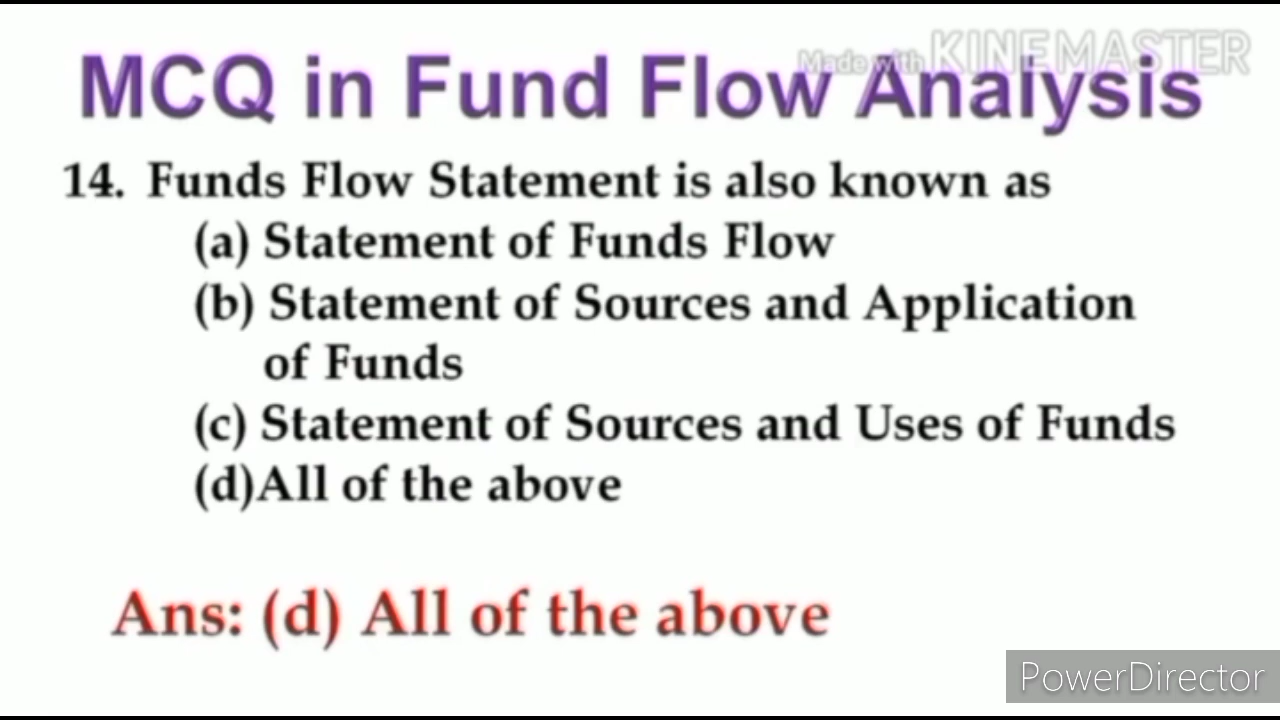 Made with KINEMASTER
MCQ in Fund Flow Analysis
14. Funds Flow Statement is also known as
(a) Statement of Funds Flow
(b) Statement of Sources and Application
of Funds
(c) Statement of Sources and Uses of Funds
(d)All of the above
Ans: (d) All of the above
PowerDirector